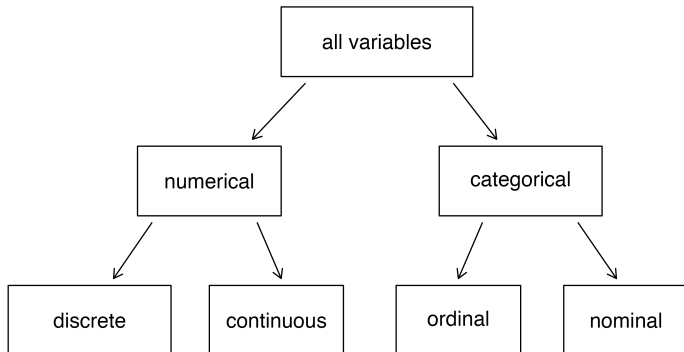 all variables
numerical
categorical
discrete
continuous
ordinal
nominal